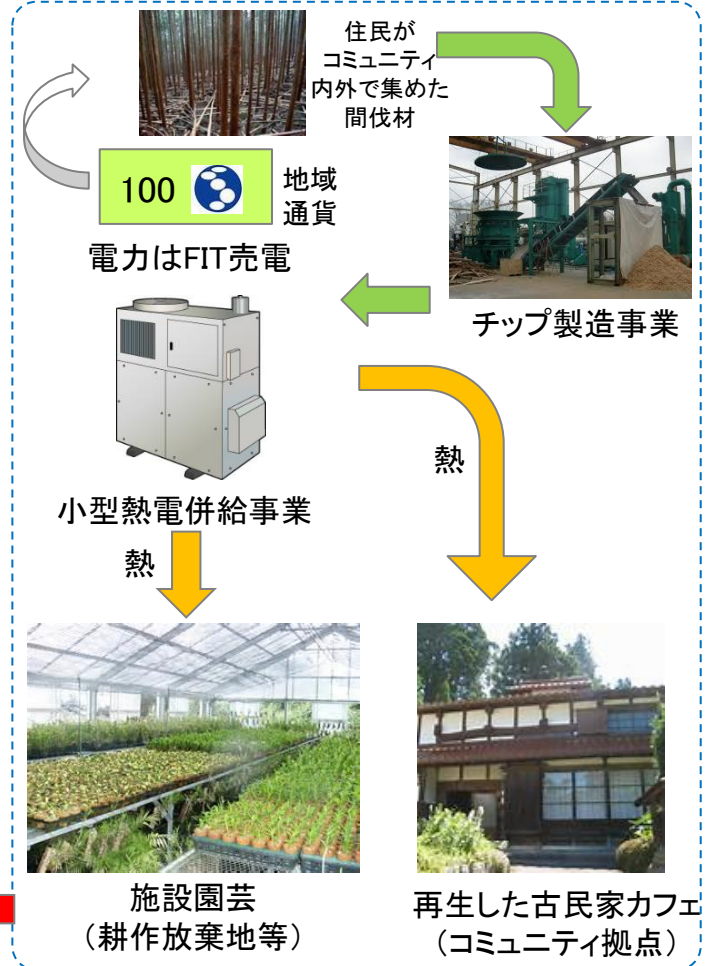 住民が
コミュニティ
内外で集めた
間伐材
100
地域
通貨
電力はFIT売電
チップ製造事業
熱
小型熱電併給事業
熱
施設園芸
（耕作放棄地等）
再生した古民家カフェ
（コミュニティ拠点）